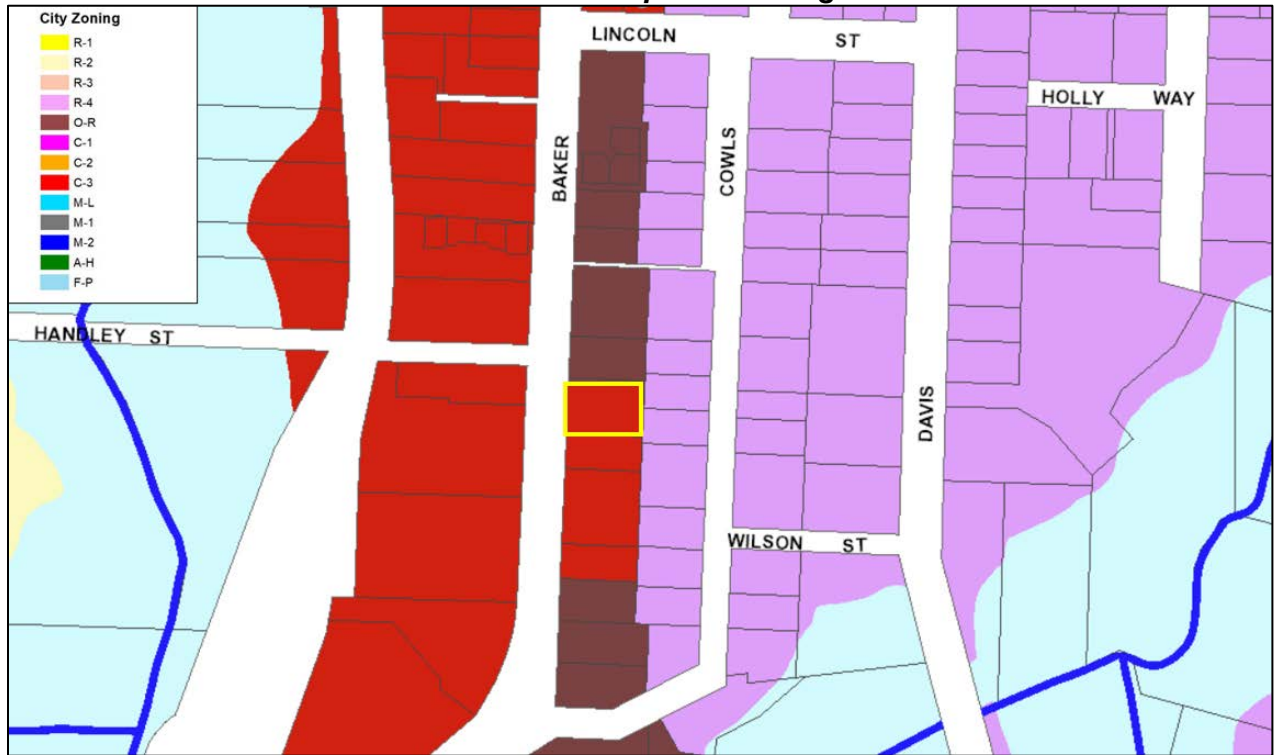 City Zoning
R-1
R-2
R-3
R-4
O-R
C-1
C-2
C-3
M-L
M-1
M-2
A-H
F-P
LINCOLN ST
HOLLY WAY
BAKER
COWLS
HANDLEY ST
DAVIS
WILSON ST